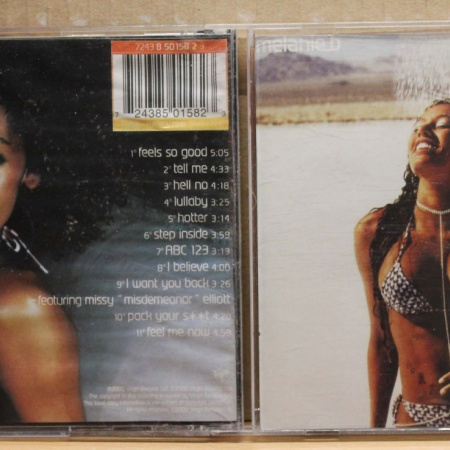 7243 8 50158 2 3
7 24385 01582 3
1' feels so good 5:05
2' tell me 4:33
3' hell no 4:18
4' lullaby 3:25
5' hotter 3:14
6' step inside 3:59
7' ABC 123 3:13
8' I believe 4:00
9' I want you back 3:26
featuring missy "misdemeanor" elliott
10' pack your s**t
11' feel me now 4:58
melanie.b